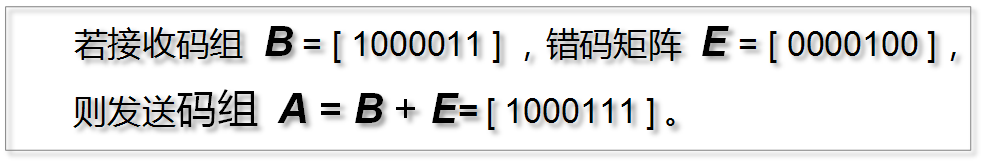 若接收码组 B = [ 1000011 ] ，错码矩阵 E = [ 0000100 ] ，
则发送码组 A = B + E= [ 1000111 ] 。